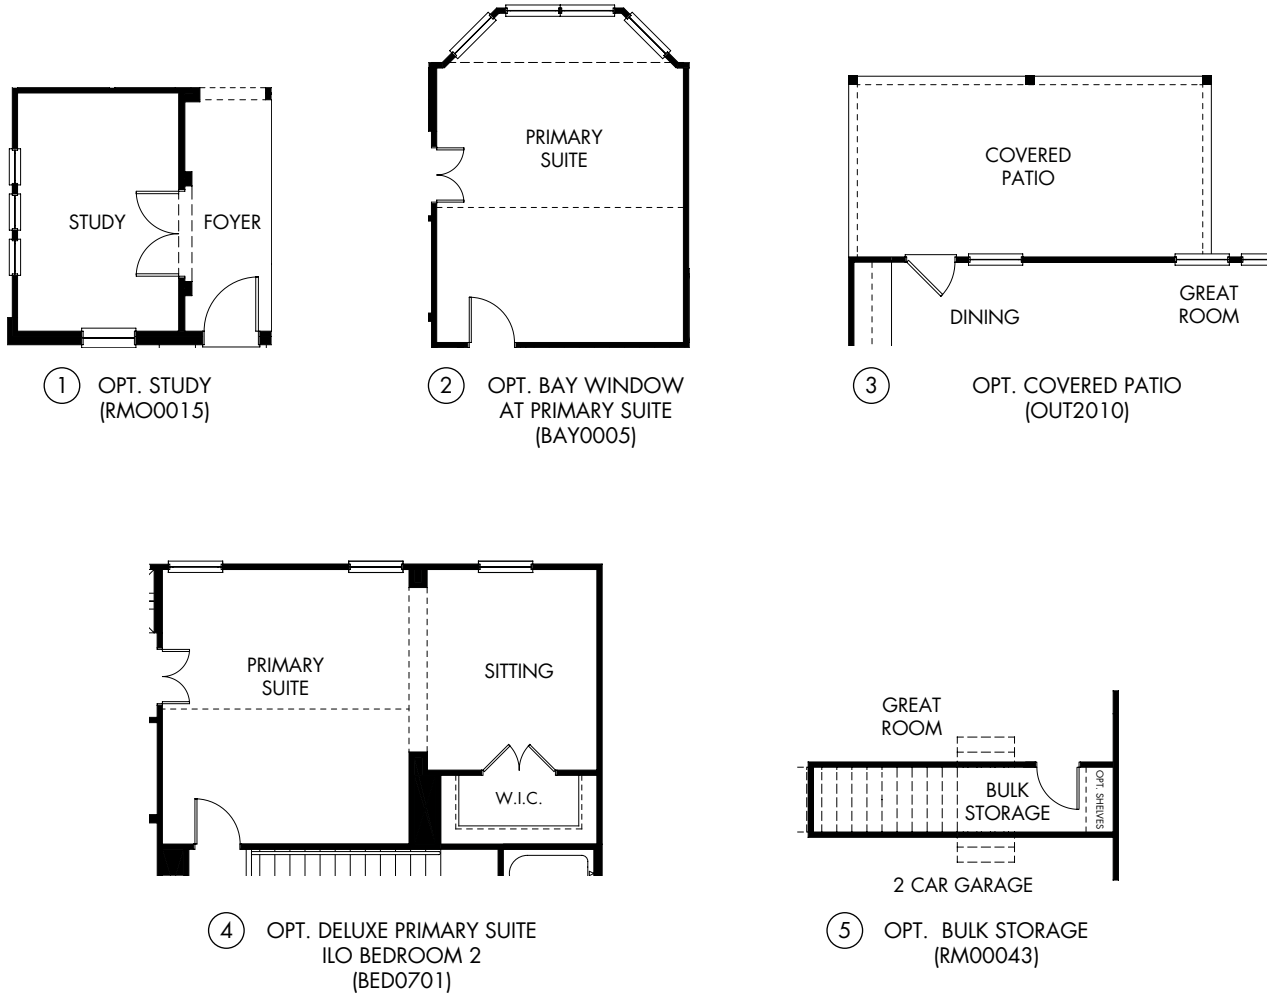 STUDY
FOYER
1
OPT. STUDY
(RMO0015)
PRIMARY
SUITE
2
OPT. BAY WINDOW
AT PRIMARY SUITE
(BAY0005)
COVERED
PATIO
DINING
GREAT
ROOM
3
OPT. COVERED PATIO
(OUT2010)
PRIMARY
SUITE
SITTING
W.I.C.
4
OPT. DELUXE PRIMARY SUITE
ILO BEDROOM 2
(BED0701)
GREAT
ROOM
BULK
STORAGE
OPT. SHELVES
2 CAR GARAGE
5
OPT. BULK STORAGE
(RM00043)